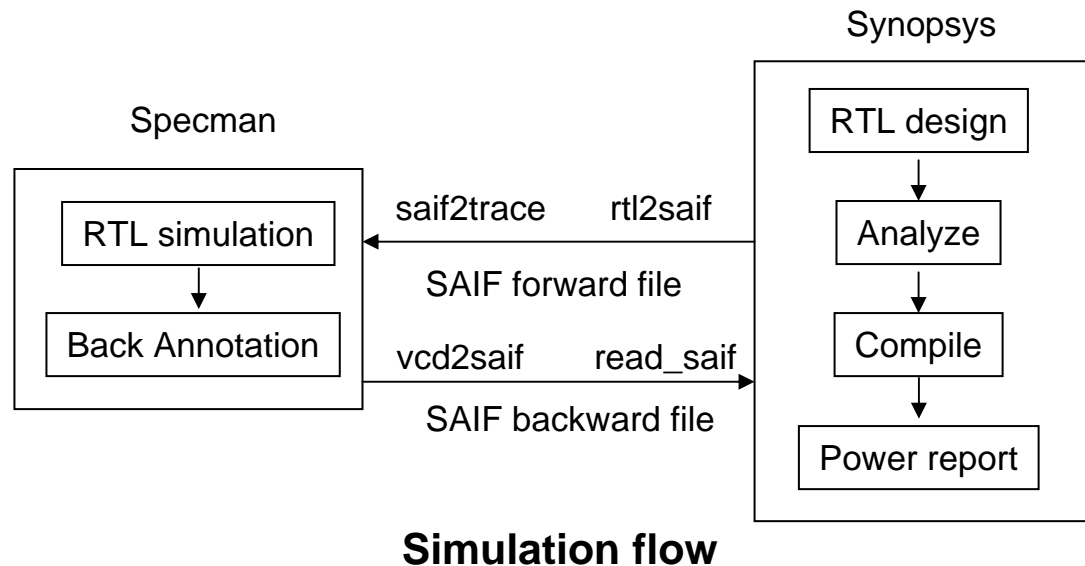 Synopsys
Specman
RTL design
saif2trace rtl2saif
RTL simulation
Analyze
SAIF forward file
Back Annotation
vcd2saif read_saif
Compile
SAIF backward file
Power report
Simulation flow